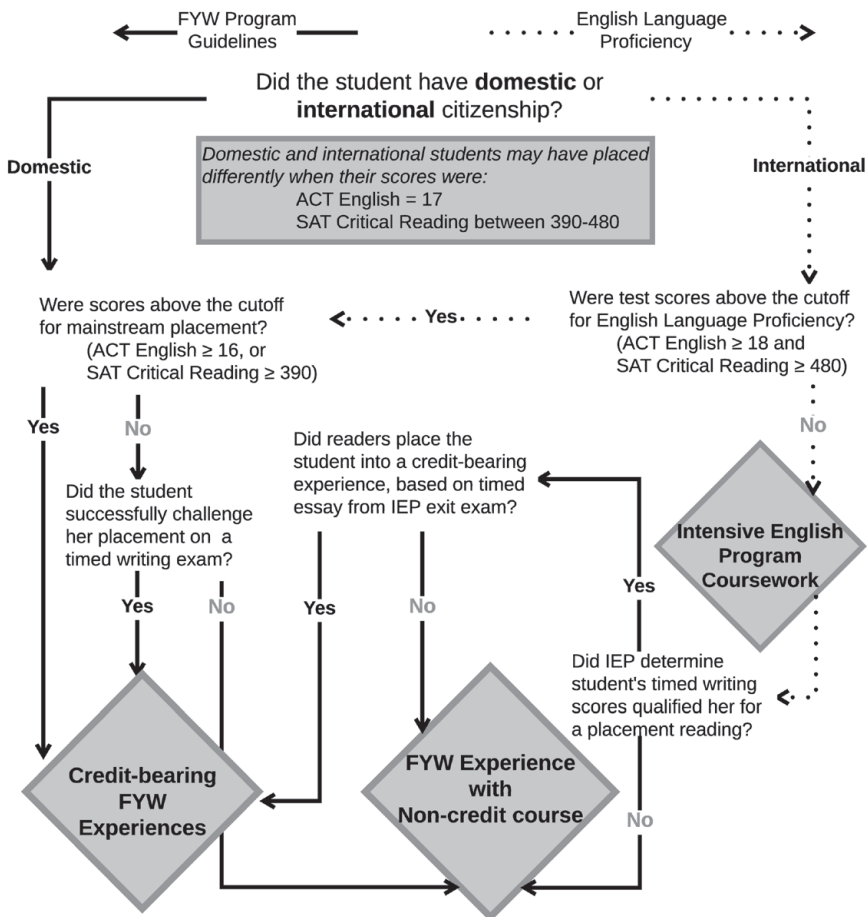 FYW Program
Guidelines
English Language
Proficiency
Did the student have domestic or
international citizenship?
Domestic
International
Domestic and international students may have placed
differently when their scores were:
ACT English = 17
SAT Critical Reading between 390-480
Were scores above the cutoff
for mainstream placement?
(ACT English ≥ 16, or
SAT Critical Reading ≥ 390)
Yes
Were test scores above the cutoff
for English Language Proficiency?
(ACT English ≥ 18 and
SAT Critical Reading ≥ 480)
Yes
No
No
Did the student
successfully challenge
her placement on a
timed writing exam?
Did readers place the
student into a credit-bearing
experience, based on timed
essay from IEP exit exam?
Intensive English
Program
Coursework
Yes
No
Yes
No
Yes
Did IEP determine
student's timed writing
scores qualified her for
a placement reading?
Credit-bearing
FYW
Experiences
FYW Experience
with
Non-credit course
No